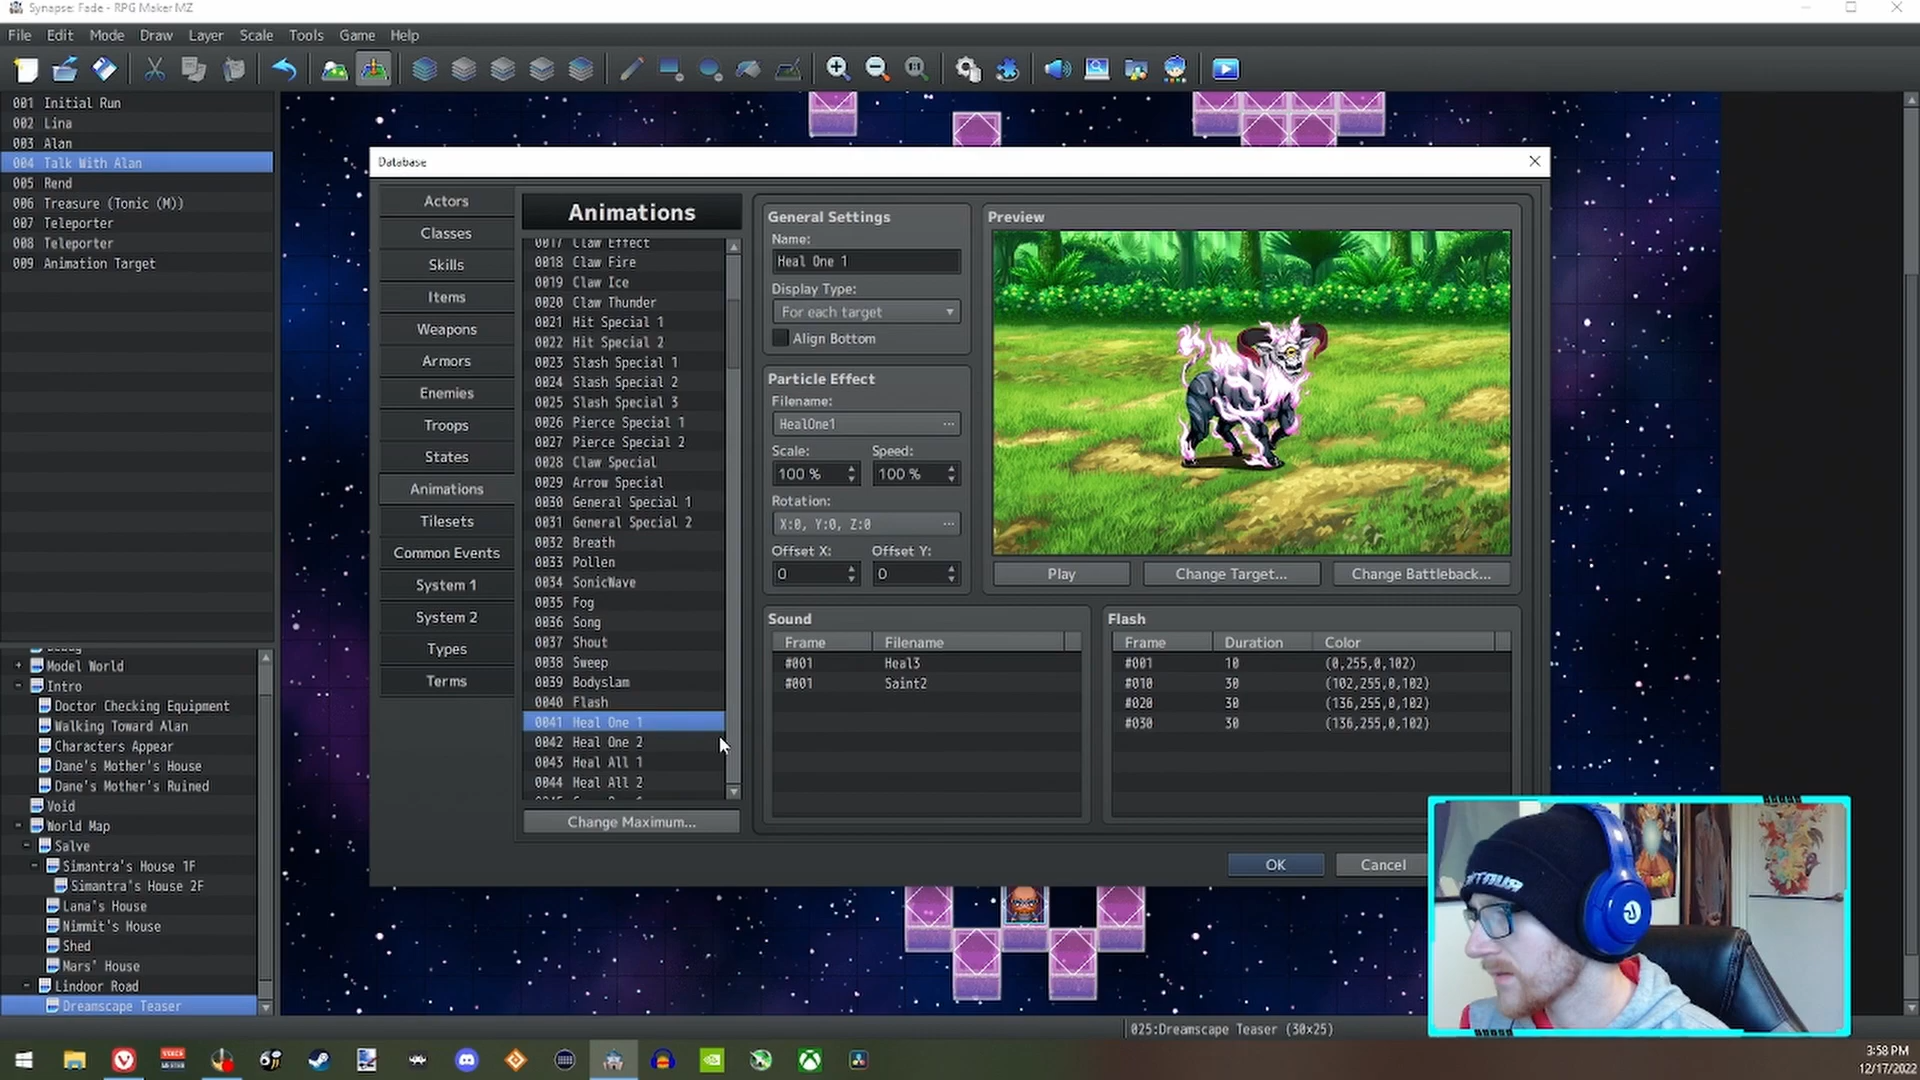 Synapse: Fade - RPG Maker MZ
File Edit Mode Draw Layer Scale Tools Game Help
001 Initial Run
002 Lina
003 Alan
004 Talk With Alan
005 Rend
006 Treasure (Tonic (M))
007 Teleporter
008 Teleporter
009 Animation Target
Model World
Intro
Doctor Checking Equipment
Walking Toward Alan
Characters Appear
Dane's Mother's House
Dane's Mother's Ruined
Void
World Map
Salve
Simantra's House 1F
Simantra's House 2F
Lana's House
Nimmit's House
Shed
Mars' House
Lindoor Road
Dreamscape Teaser
Database
Actors
Classes
Skills
Items
Weapons
Armors
Enemies
Troops
States
Animations
Tilesets
Common Events
System 1
System 2
Types
Terms
Animations
0017 Claw Effect
0018 Claw Fire
0019 Claw Ice
0020 Claw Thunder
0021 Hit Special 1
0022 Hit Special 2
0023 Slash Special 1
0024 Slash Special 2
0025 Slash Special 3
0026 Pierce Special 1
0027 Pierce Special 2
0028 Claw Special
0029 Arrow Special
0030 General Special 1
0031 General Special 2
0032 Breath
0033 Pollen
0034 SonicWave
0035 Fog
0036 Song
0037 Shout
0038 Sweep
0039 Bodyslam
0040 Flash
0041 Heal One 1
0042 Heal One 2
0043 Heal All 1
0044 Heal All 2
Change Maximum...
General Settings
Name:
Heal One 1
Display Type:
For each target
Align Bottom
Particle Effect
Filename:
HealOne1 ...
Scale: Speed:
100 % 100 %
Rotation:
X:0, Y:0, Z:0 ...
Offset X: Offset Y:
0 0
Preview
Play Change Target... Change Battleback...
Sound
Frame Filename
#001 Heal3
#001 Saint2
Flash
Frame Duration Color
#001 10 (0,255,0,102)
#010 30 (102,255,0,102)
#020 30 (136,255,0,102)
#030 30 (136,255,0,102)
OK Cancel
025:Dreamscape Teaser (30x25)
3:58 PM
12/17/2022